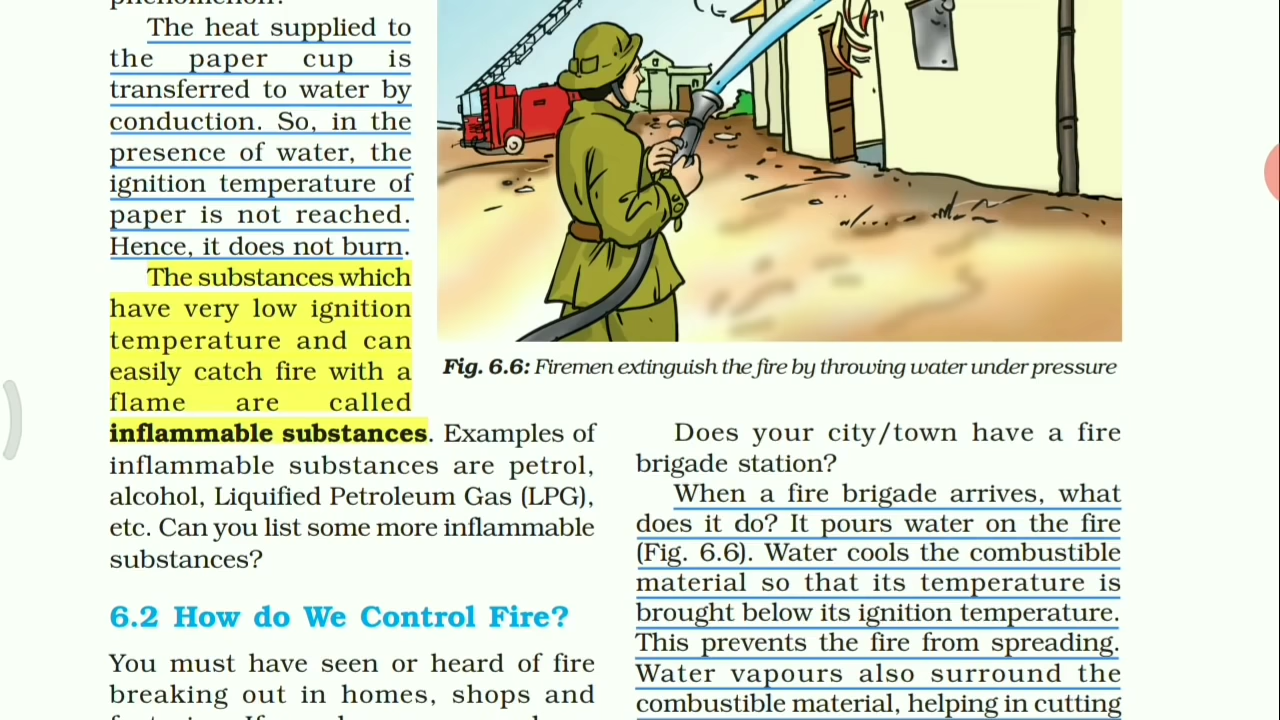 The heat supplied to
the paper cup is
transferred to water by
conduction. So, in the
presence of water, the
ignition temperature of
paper is not reached.
Hence, it does not burn.
The substances which
have very low ignition
temperature and can
easily catch fire with a
flame are called
inflammable substances. Examples of
inflammable substances are petrol,
alcohol, Liquified Petroleum Gas (LPG),
etc. Can you list some more inflammable
substances?
6.2 How do We Control Fire?
You must have seen or heard of fire
breaking out in homes, shops and
Fig. 6.6: Firemen extinguish the fire by throwing water under pressure
Does your city/town have a fire
brigade station?
When a fire brigade arrives, what
does it do? It pours water on the fire
(Fig. 6.6). Water cools the combustible
material so that its temperature is
brought below its ignition temperature.
This prevents the fire from spreading.
Water vapours also surround the
combustible material, helping in cutting